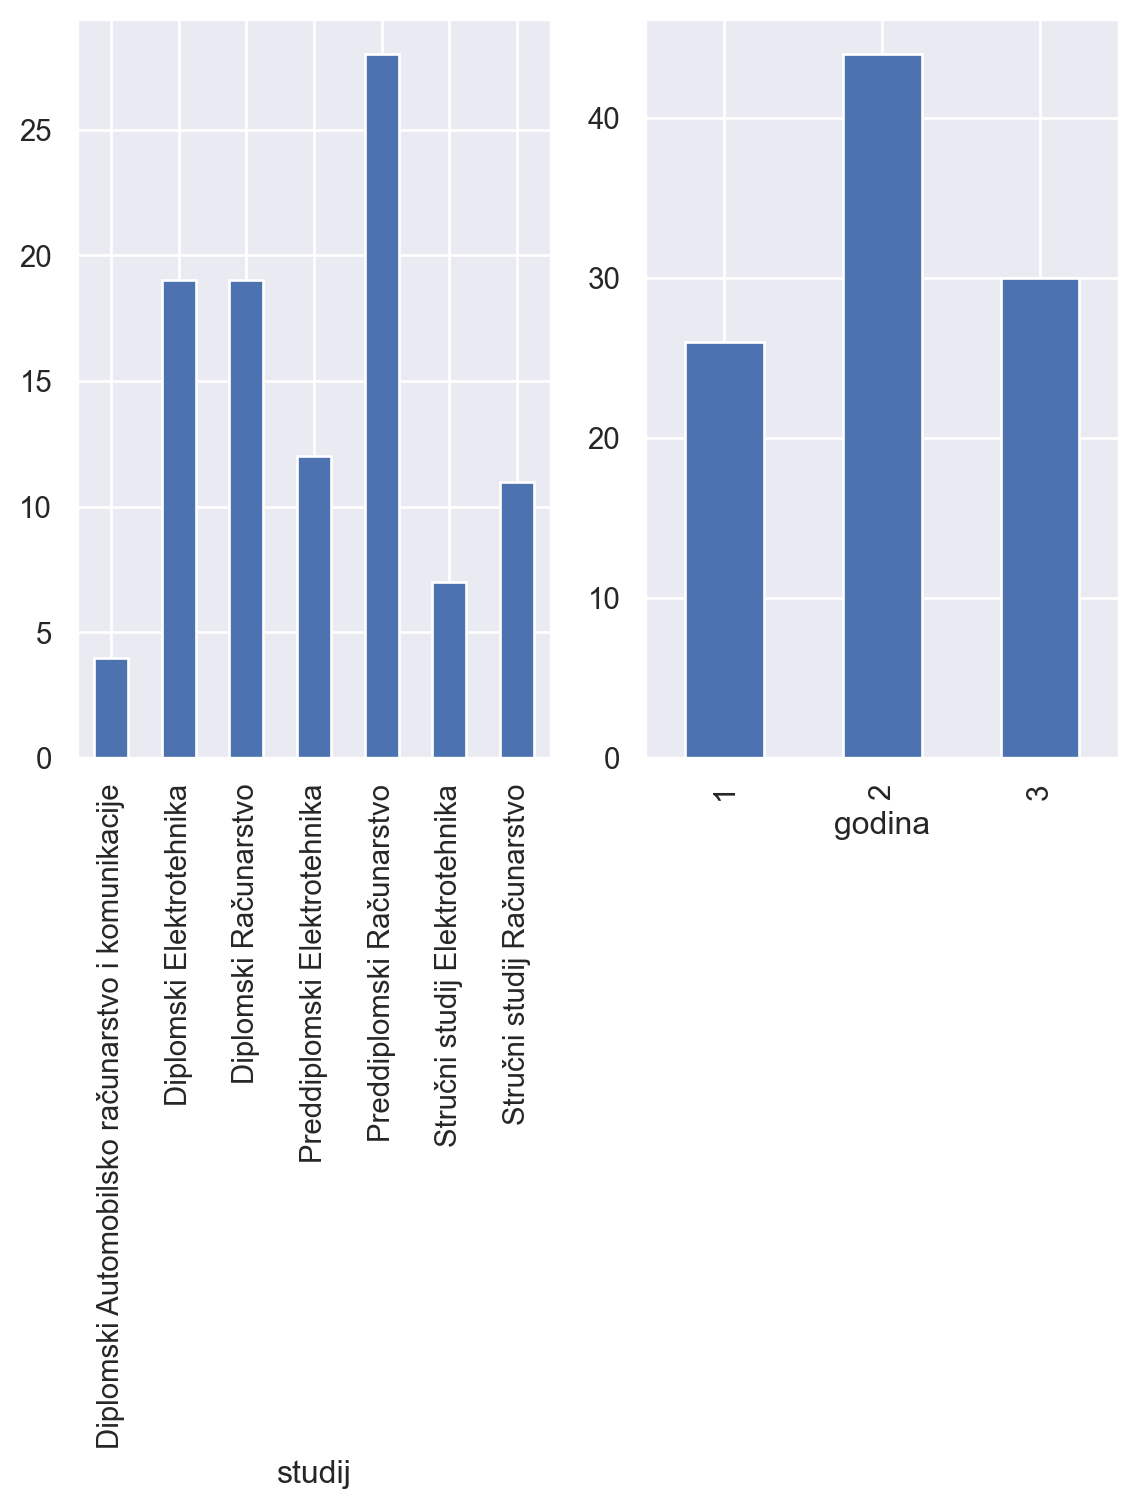 25
20
15
10
5
0
Diplomski Automobilsko računarstvo i komunikacije
Diplomski Elektrotehnika
Diplomski Računarstvo
Preddiplomski Elektrotehnika
Preddiplomski Računarstvo
Stručni studij Elektrotehnika
Stručni studij Računarstvo
studij
40
30
20
10
0
1
2
3
godina